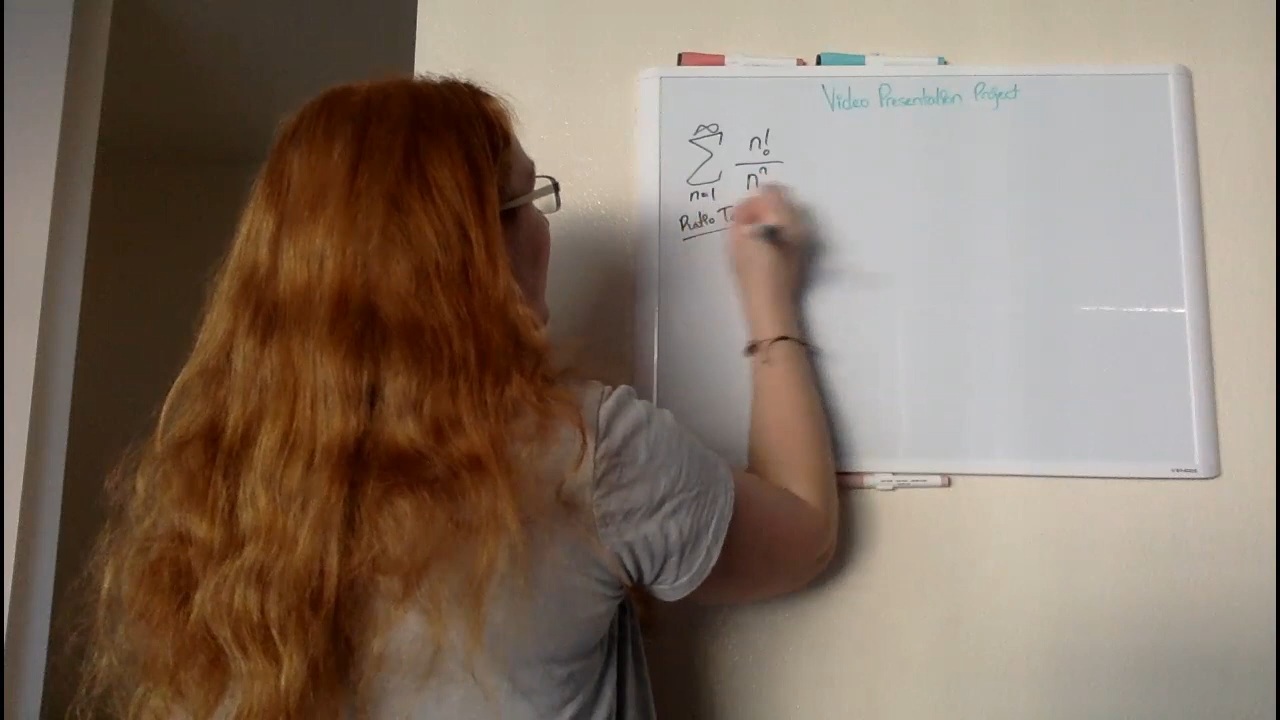 Video Presentation Project
∞
Σ n!/nⁿ
n=1
Ratio